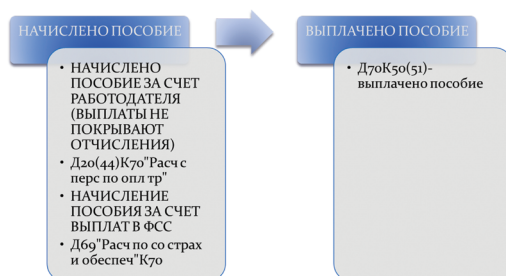 НАЧИСЛЕНО ПОСОБИЕ
• НАЧИСЛЕНО
ПОСОБИЕ ЗА СЧЕТ
РАБОТОДАТЕЛЯ
(ВЫПЛАТЫ НЕ
ПОКРЫВАЮТ
ОТЧИСЛЕНИЯ)
• Д20(44)К70"Расч с
перс по опл тр"
• НАЧИСЛЕНИЕ
ПОСОБИЯ ЗА СЧЕТ
ВЫПЛАТ В ФСС
• Д69"Расч по со страх
и обеспеч"К70
ВЫПЛАЧЕНО ПОСОБИЕ
• Д70К50(51)-
выплачено пособие